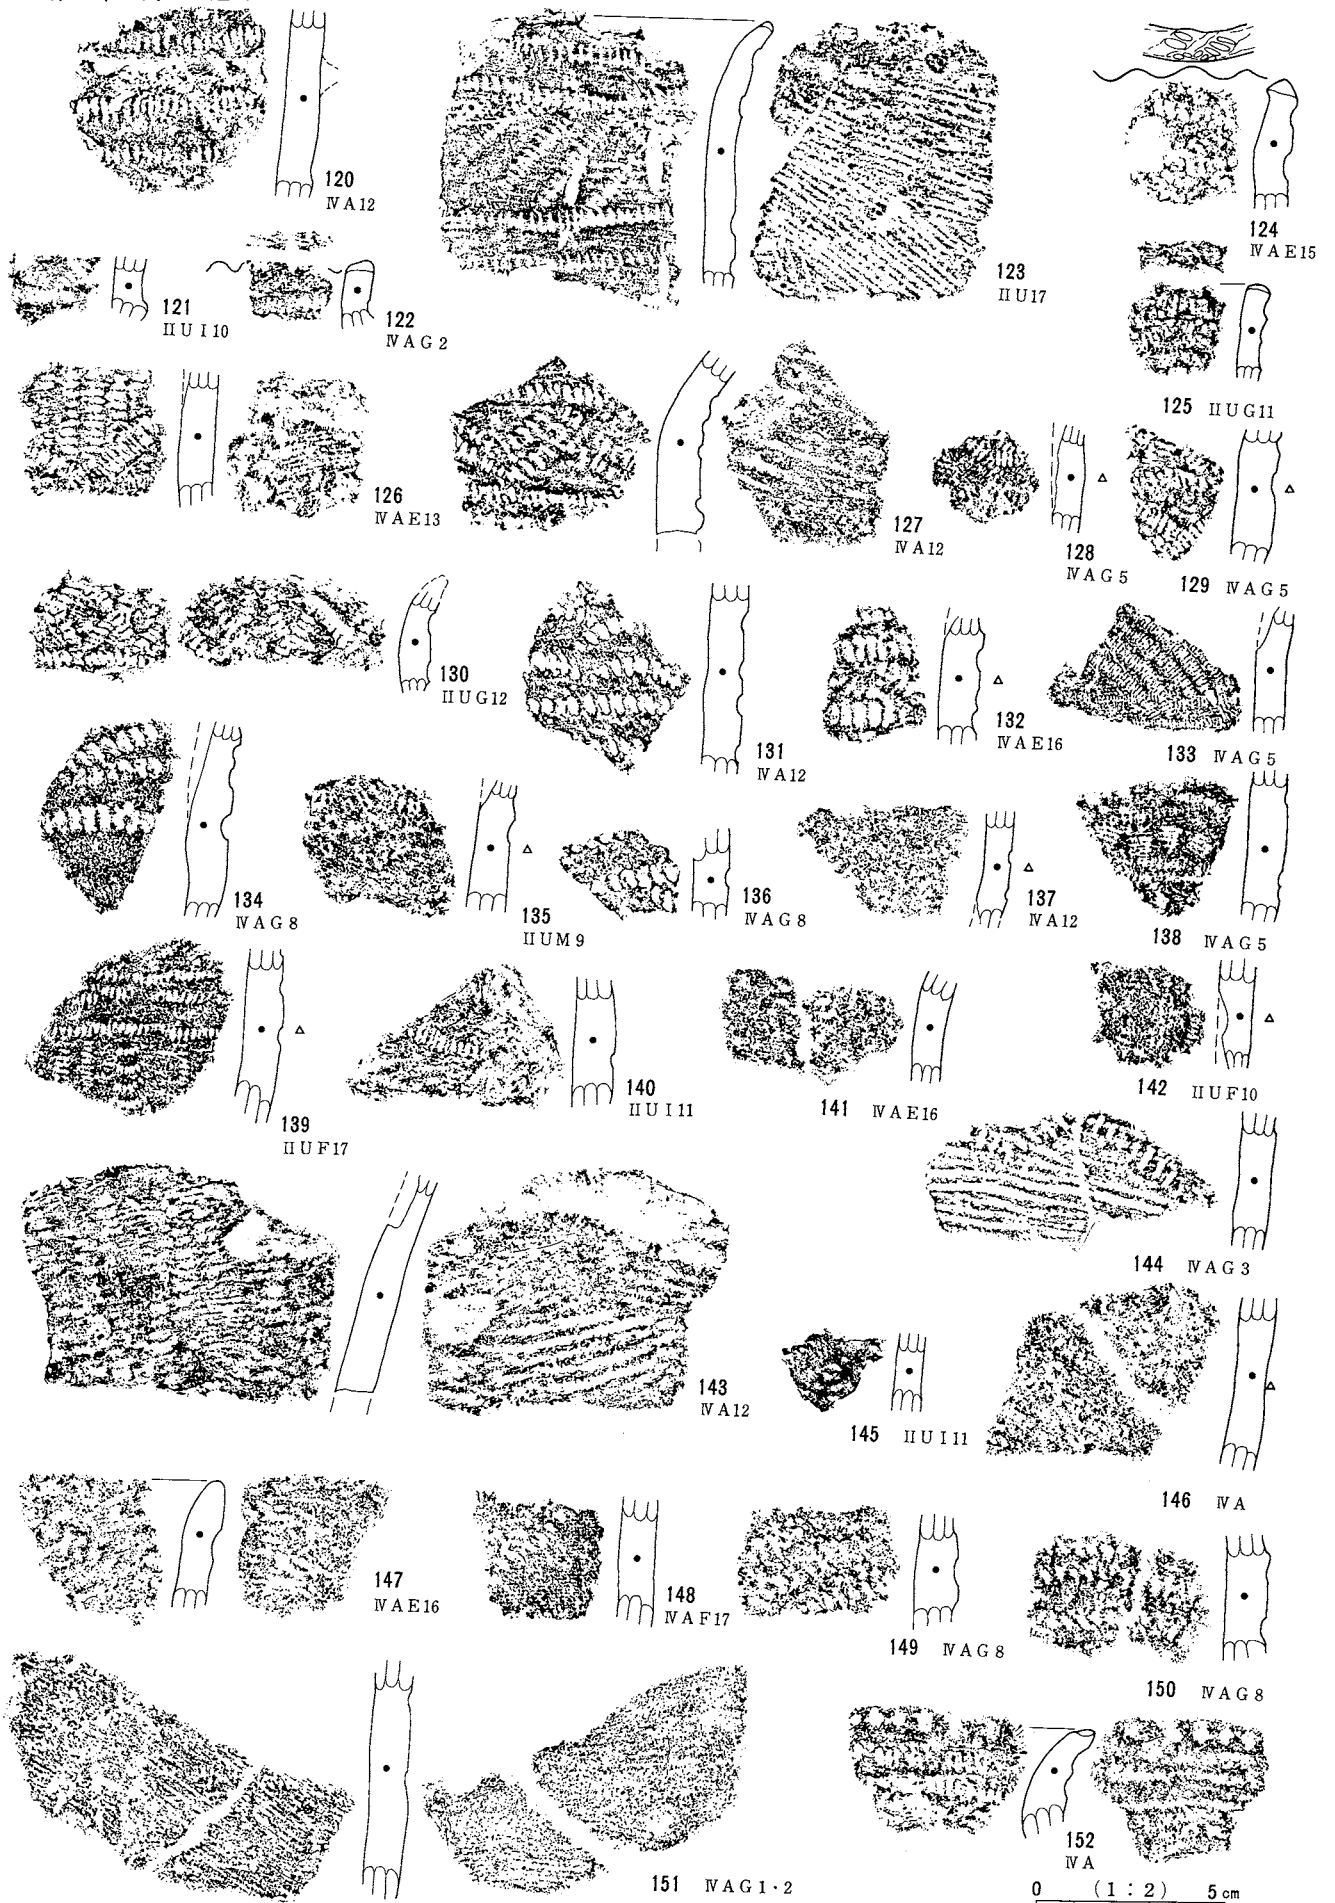 120
ⅣA12
123
ⅡU17
124
ⅣAE15
121
ⅡUI10
122
ⅣAG2
125 ⅡUG11
126
ⅣAE13
127
ⅣA12
128
ⅣAG5
129 ⅣAG5
130
ⅡUG12
131
ⅣA12
132
ⅣAE16
133 ⅣAG5
134
ⅣAG8
135
ⅡUM9
136
ⅣAG8
137
ⅣA12
138 ⅣAG5
139
ⅡUF17
140
ⅡUI11
141 ⅣAE16
142 ⅡUF10
143
ⅣA12
144 ⅣAG3
145 ⅡUI11
146 ⅣA
147
ⅣAE16
148
ⅣAF17
149 ⅣAG8
150 ⅣAG8
151 ⅣAG1·2
152
ⅣA
0 (1:2) 5cm